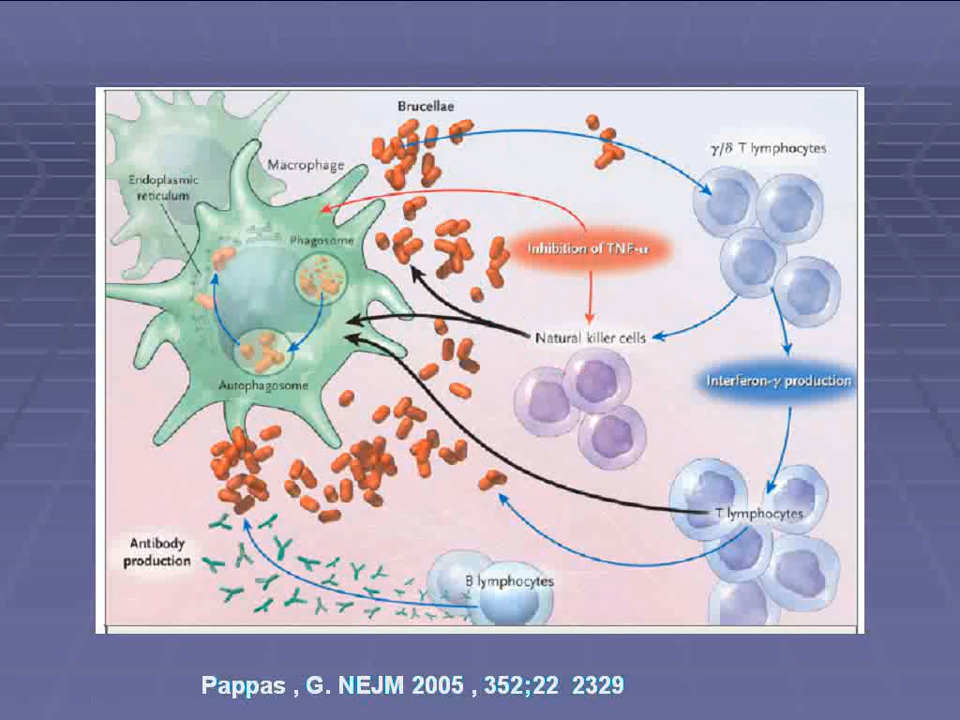 Brucellae
γ/δ T lymphocytes
Macrophage
Endoplasmic
reticulum
Phagosome
Inhibition of TNF-α
Natural killer cells
Autophagosome
Interferon-γ production
T lymphocytes
Antibody
production
B lymphocytes
Pappas , G. NEJM 2005 , 352;22 2329